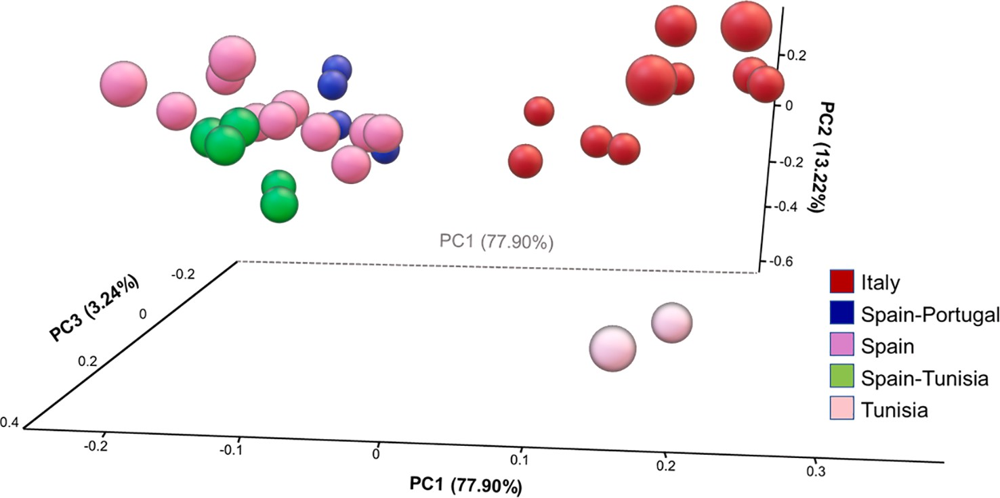 0.2
0
-0.2
-0.4
-0.6
PC2 (13.22%)
PC1 (77.90%)
-0.2
0
0.2
0.4
PC3 (3.24%)
-0.2
-0.1
0
0.1
0.2
0.3
PC1 (77.90%)
Italy
Spain-Portugal
Spain
Spain-Tunisia
Tunisia